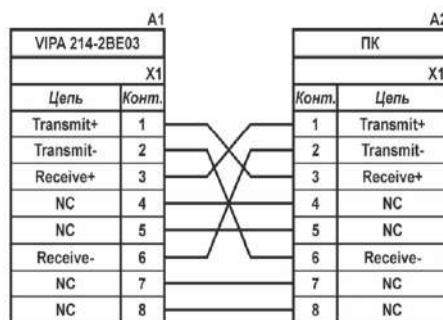 A1 A2
VIPA 214-2BE03 ПК
X1 X1
Цепь Конт. Конт. Цепь
Transmit+ 1 1 Transmit+
Transmit- 2 2 Transmit-
Receive+ 3 3 Receive+
NC 4 4 NC
NC 5 5 NC
Receive- 6 6 Receive-
NC 7 7 NC
NC 8 8 NC